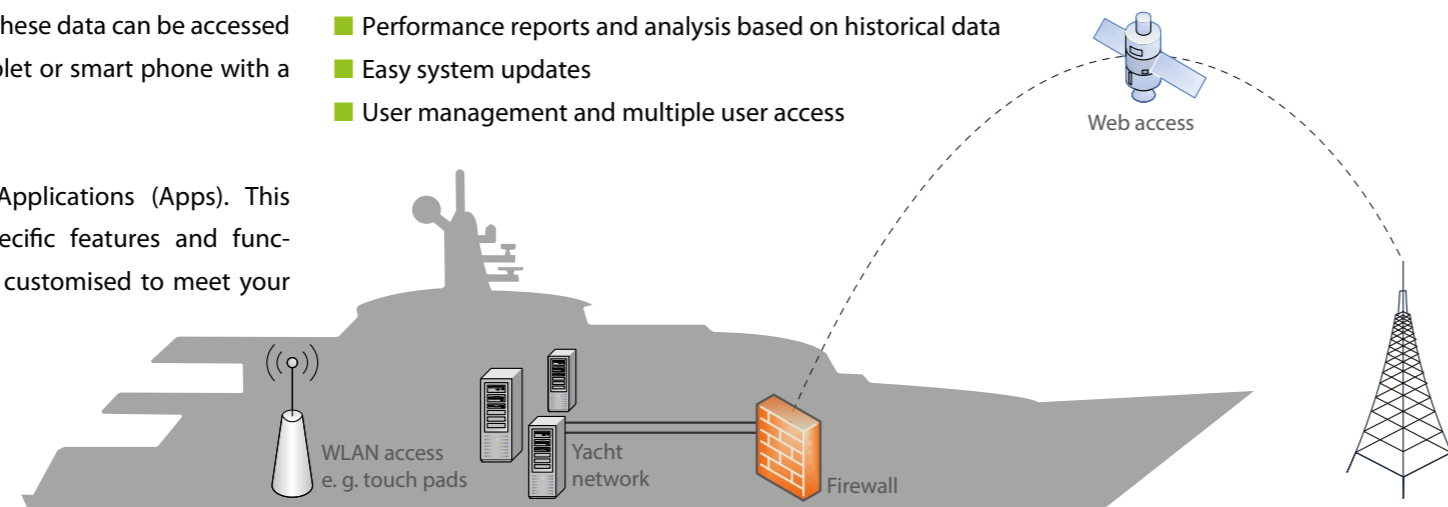 hese data can be accessed
blet or smart phone with a
Applications (Apps). This
ecific features and func-
customised to meet your
Performance reports and analysis based on historical data
Easy system updates
User management and multiple user access
Web access
WLAN access
e. g. touch pads
Yacht
network
Firewall